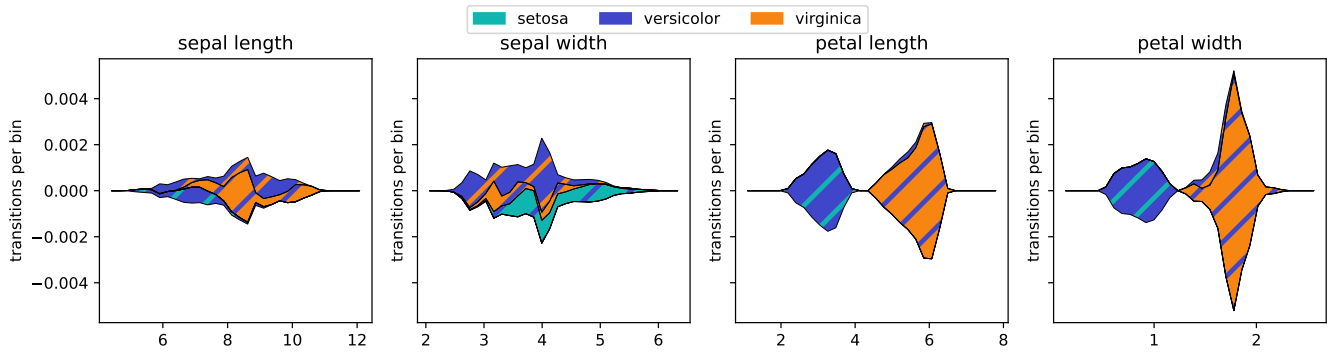 setosa versicolor virginica
sepal length sepal width petal length petal width
transitions per bin transitions per bin transitions per bin transitions per bin
0.004
0.002
0.000
−0.002
−0.004
6 8 10 12 2 3 4 5 6 2 4 6 8 1 2